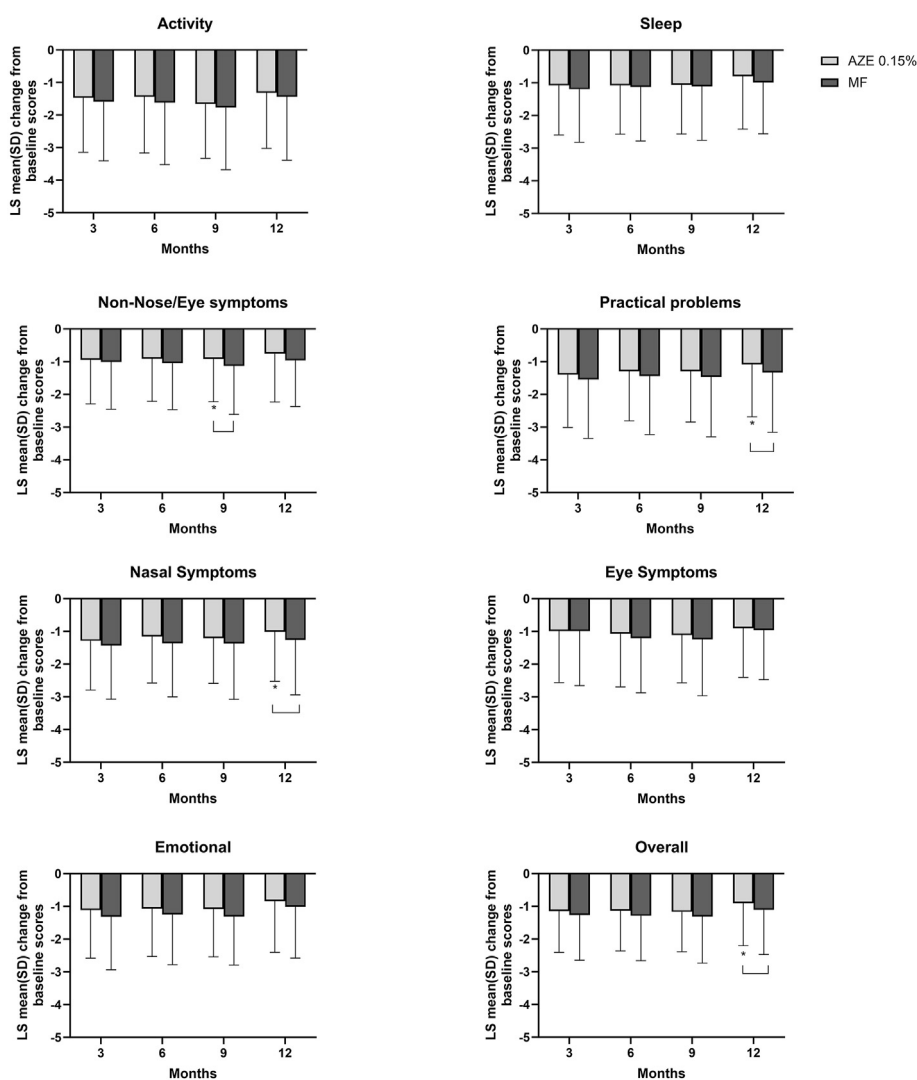 Activity
LS mean(SD) change from
baseline scores
0
-1
-2
-3
-4
-5
3 6 9 12
Months
Sleep
LS mean(SD) change from
baseline scores
0
-1
-2
-3
-4
-5
3 6 9 12
Months
AZE 0.15%
MF
Non-Nose/Eye symptoms
LS mean(SD) change from
baseline scores
0
-1
-2
-3
-4
-5
*
3 6 9 12
Months
Practical problems
LS mean(SD) change from
baseline scores
0
-1
-2
-3
-4
-5
*
3 6 9 12
Months
Nasal Symptoms
LS mean(SD) change from
baseline scores
0
-1
-2
-3
-4
-5
*
3 6 9 12
Months
Eye Symptoms
LS mean(SD) change from
baseline scores
0
-1
-2
-3
-4
-5
3 6 9 12
Months
Emotional
LS mean(SD) change from
baseline scores
0
-1
-2
-3
-4
-5
3 6 9 12
Months
Overall
LS mean(SD) change from
baseline scores
0
-1
-2
-3
-4
-5
*
3 6 9 12
Months